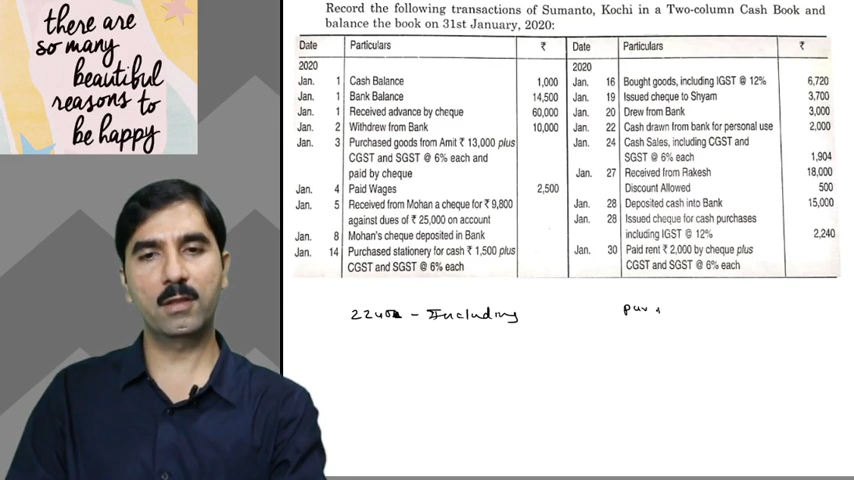 there are
so many
beautiful
reasons to
be happy
Record the following transactions of Sumanto, Kochi in a Two-column Cash Book and
balance the book on 31st January, 2020:
Date Particulars ₹ Date Particulars ₹
2020 2020
Jan. 1 Cash Balance 1,000 Jan. 16 Bought goods, including IGST @ 12% 6,720
Jan. 1 Bank Balance 14,500 Jan. 19 Issued cheque to Shyam 3,700
Jan. 1 Received advance by cheque 60,000 Jan. 20 Drew from Bank 3,000
Jan. 2 Withdrew from Bank 10,000 Jan. 22 Cash drawn from bank for personal use 2,000
Jan. 3 Purchased goods from Amit ₹ 13,000 plus Jan. 24 Cash Sales, including CGST and
CGST and SGST @ 6% each and SGST @ 6% each 1,904
paid by cheque Jan. 27 Received from Rakesh 18,000
Jan. 4 Paid Wages 2,500 Discount Allowed 500
Jan. 5 Received from Mohan a cheque for ₹ 9,800 Jan. 28 Deposited cash into Bank 15,000
against dues of ₹ 25,000 on account Jan. 28 Issued cheque for cash purchases
Jan. 8 Mohan's cheque deposited in Bank including IGST @ 12% 2,240
Jan. 14 Purchased stationery for cash ₹ 1,500 plus Jan. 30 Paid rent ₹ 2,000 by cheque plus
CGST and SGST @ 6% each CGST and SGST @ 6% each
- Including